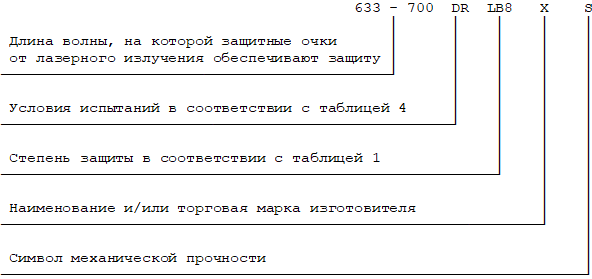 633 - 700 DR LB8 X S
Длина волны, на которой защитные очки
от лазерного излучения обеспечивают защиту
Условия испытаний в соответствии с таблицей 4
Степень защиты в соответствии с таблицей 1
Наименование и/или торговая марка изготовителя
Символ механической прочности